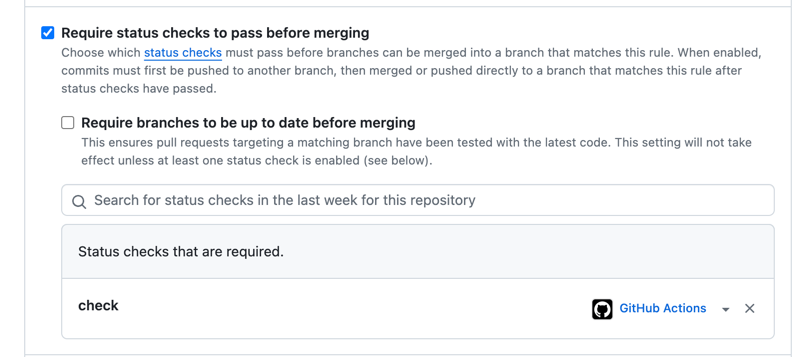 Require status checks to pass before merging
Choose which status checks must pass before branches can be merged into a branch that matches this rule. When enabled,
commits must first be pushed to another branch, then merged or pushed directly to a branch that matches this rule after
status checks have passed.
Require branches to be up to date before merging
This ensures pull requests targeting a matching branch have been tested with the latest code. This setting will not take
effect unless at least one status check is enabled (see below).
Search for status checks in the last week for this repository
Status checks that are required.
check
GitHub Actions